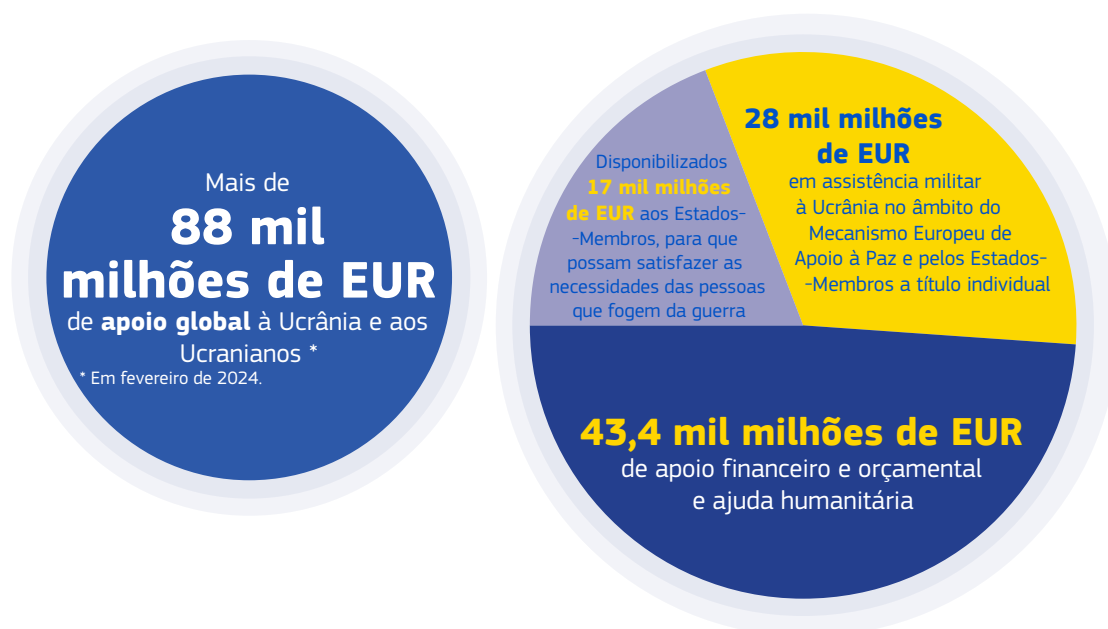 Mais de
88 mil
milhões de EUR
de apoio global à Ucrânia e aos
Ucranianos *
* Em fevereiro de 2024.
Disponibilizados
17 mil milhões
de EUR aos Estados-
-Membros, para que
possam satisfazer as
necessidades das pessoas
que fogem da guerra
28 mil milhões
de EUR
em assistência militar
à Ucrânia no âmbito do
Mecanismo Europeu de
Apoio à Paz e pelos Estados-
-Membros a título individual
43,4 mil milhões de EUR
de apoio financeiro e orçamental
e ajuda humanitária